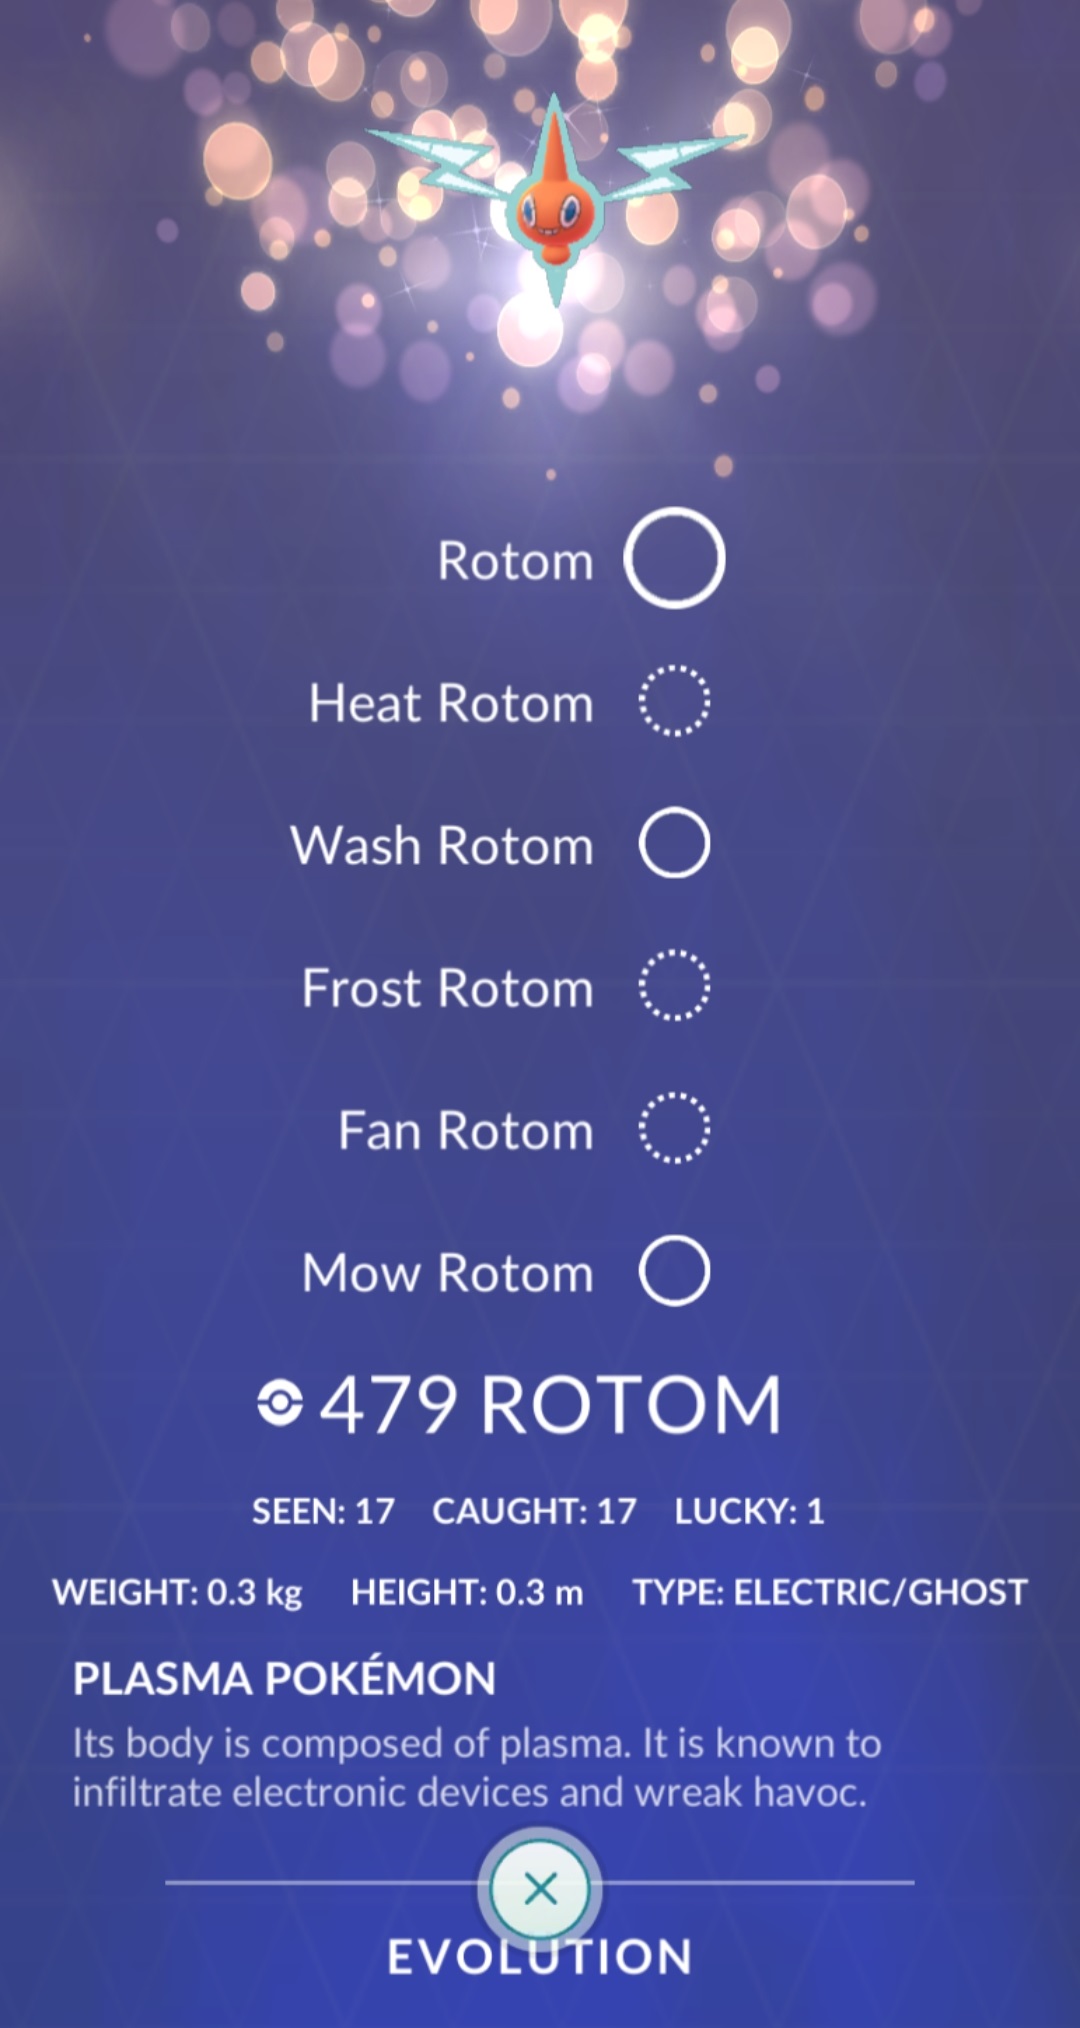 Rotom
Heat Rotom
Wash Rotom
Frost Rotom
Fan Rotom
Mow Rotom
479 ROTOM
SEEN: 17 CAUGHT: 17 LUCKY: 1
WEIGHT: 0.3 kg HEIGHT: 0.3 m TYPE: ELECTRIC/GHOST
PLASMA POKÉMON
Its body is composed of plasma. It is known to
infiltrate electronic devices and wreak havoc.
EVOLUTION